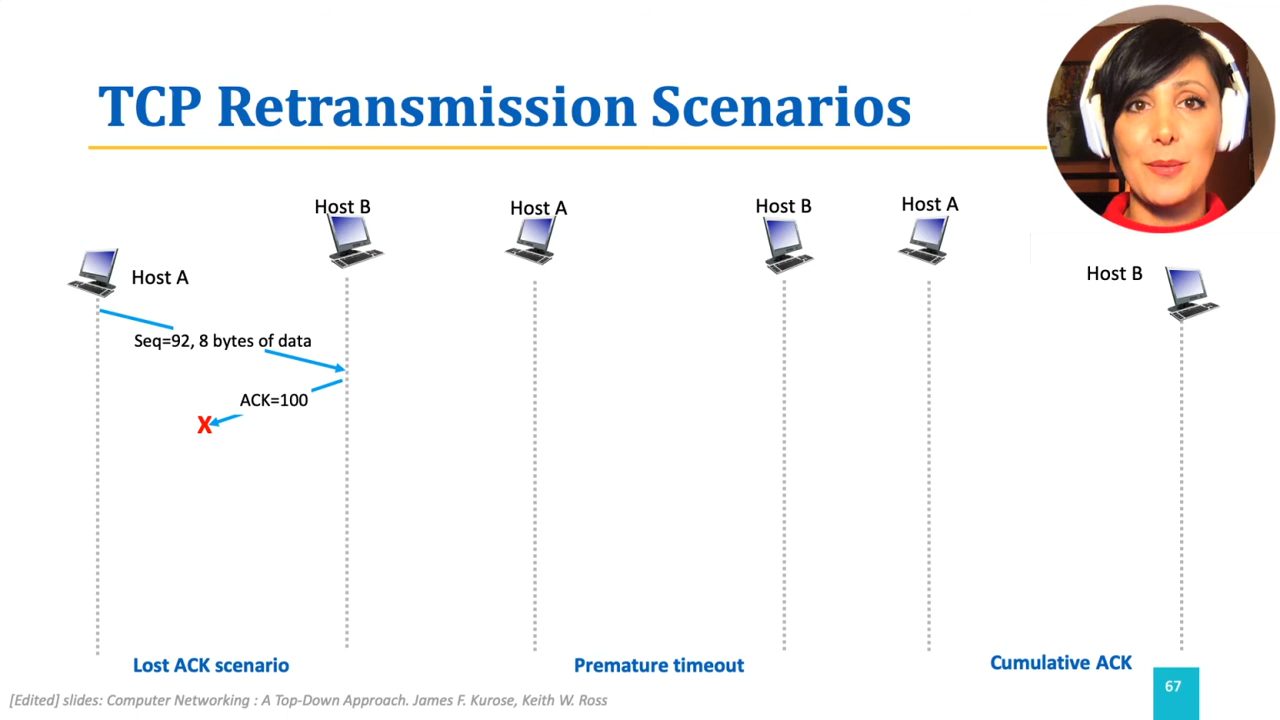 TCP Retransmission Scenarios
Host A
Host B
Seq=92, 8 bytes of data
ACK=100
X
Lost ACK scenario
Host A
Host B
Premature timeout
Host A
Host B
Cumulative ACK
[Edited] slides: Computer Networking : A Top-Down Approach. James F. Kurose, Keith W. Ross
67